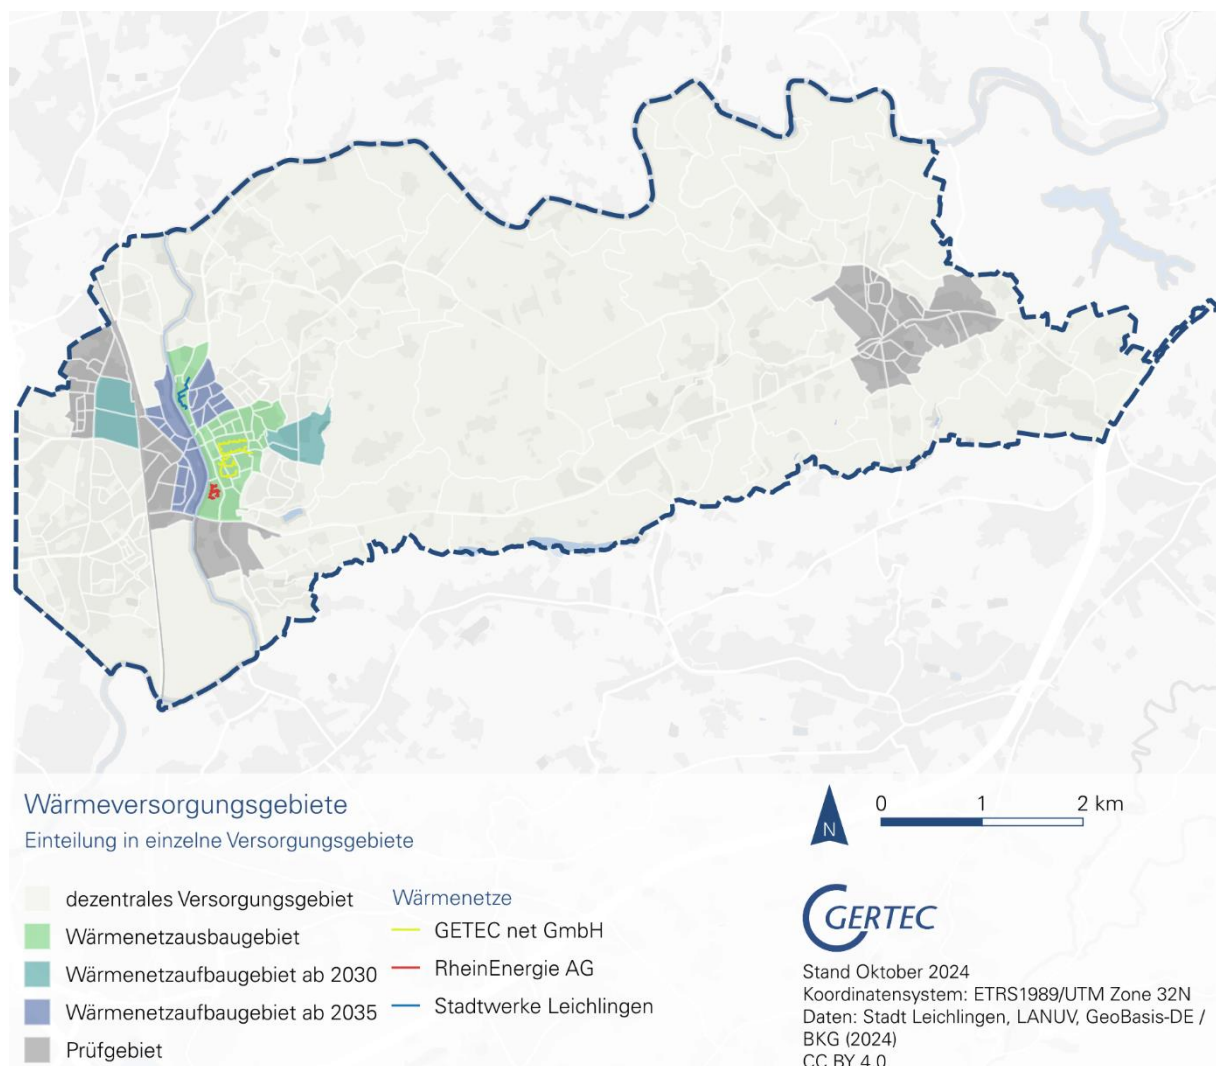 Wärmeversorgungsgebiete
Einteilung in einzelne Versorgungsgebiete
dezentrales Versorgungsgebiet
Wärmenetzausbaugebiet
Wärmenetzaufbaugebiet ab 2030
Wärmenetzaufbaugebiet ab 2035
Prüfgebiet
Wärmenetze
GETEC net GmbH
RheinEnergie AG
Stadtwerke Leichlingen
N
0 1 2 km
GERTEC
Stand Oktober 2024
Koordinatensystem: ETRS1989/UTM Zone 32N
Daten: Stadt Leichlingen, LANUV, GeoBasis-DE /
BKG (2024)
CC BY 4.0